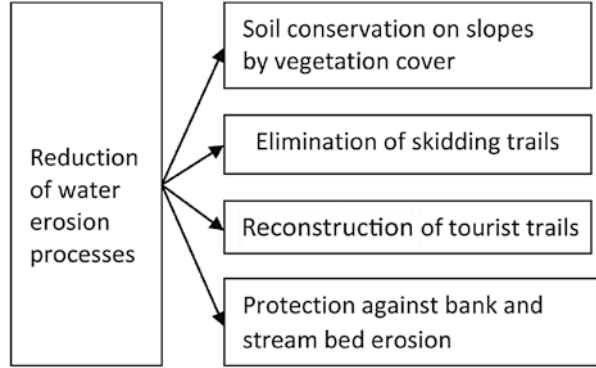 Reduction
of water
erosion
processes
Soil conservation on slopes
by vegetation cover
Elimination of skidding trails
Reconstruction of tourist trails
Protection against bank and
stream bed erosion